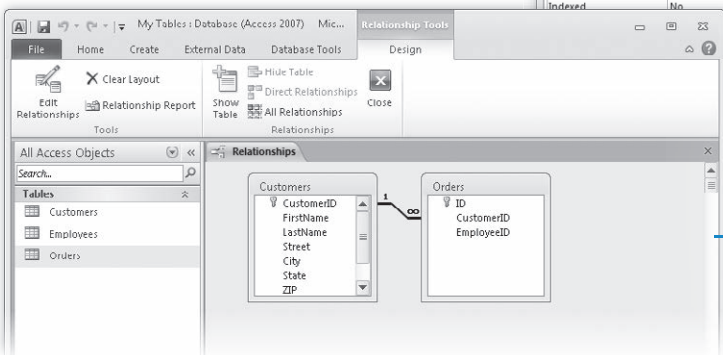 Indexed No
My Tables : Database (Access 2007) Mic... Relationship Tools
File Home Create External Data Database Tools Design
Clear Layout
Relationship Report
Edit Relationships
Tools
Show Table
Hide Table
Direct Relationships
All Relationships
Close
Relationships
All Access Objects
Search...
Tables
Customers
Employees
Orders
Relationships
Customers
CustomerID
FirstName
LastName
Street
City
State
ZIP
1 ∞
Orders
ID
CustomerID
EmployeeID